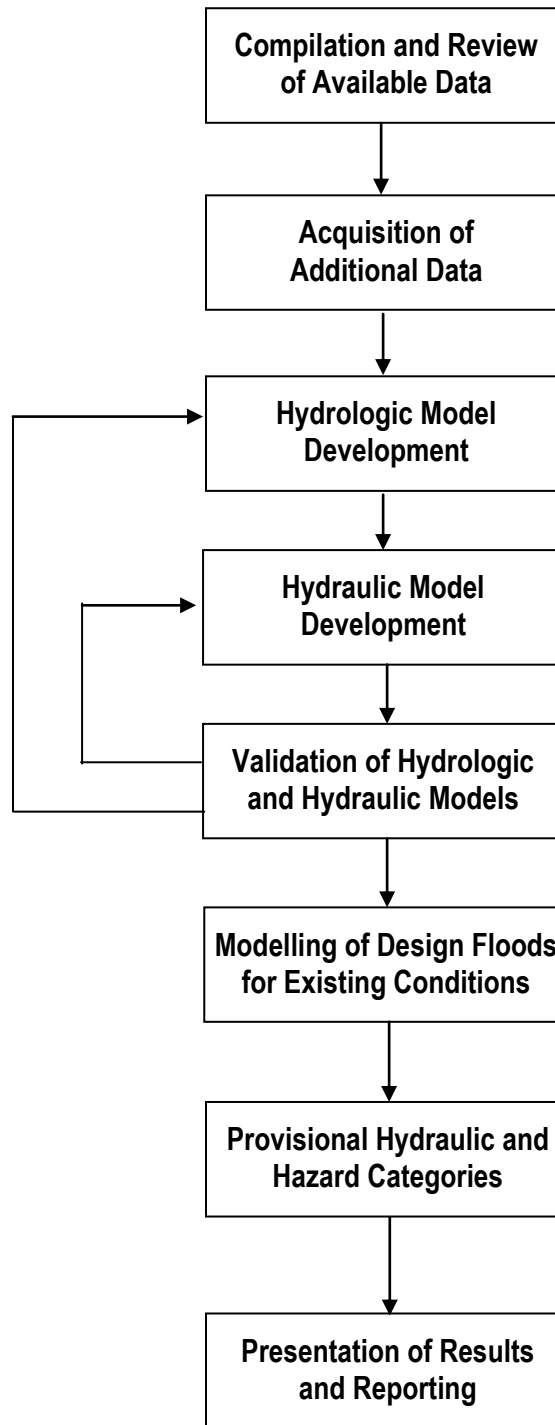 Compilation and Review
of Available Data
Acquisition of
Additional Data
Hydrologic Model
Development
Hydraulic Model
Development
Validation of Hydrologic
and Hydraulic Models
Modelling of Design Floods
for Existing Conditions
Provisional Hydraulic and
Hazard Categories
Presentation of Results
and Reporting